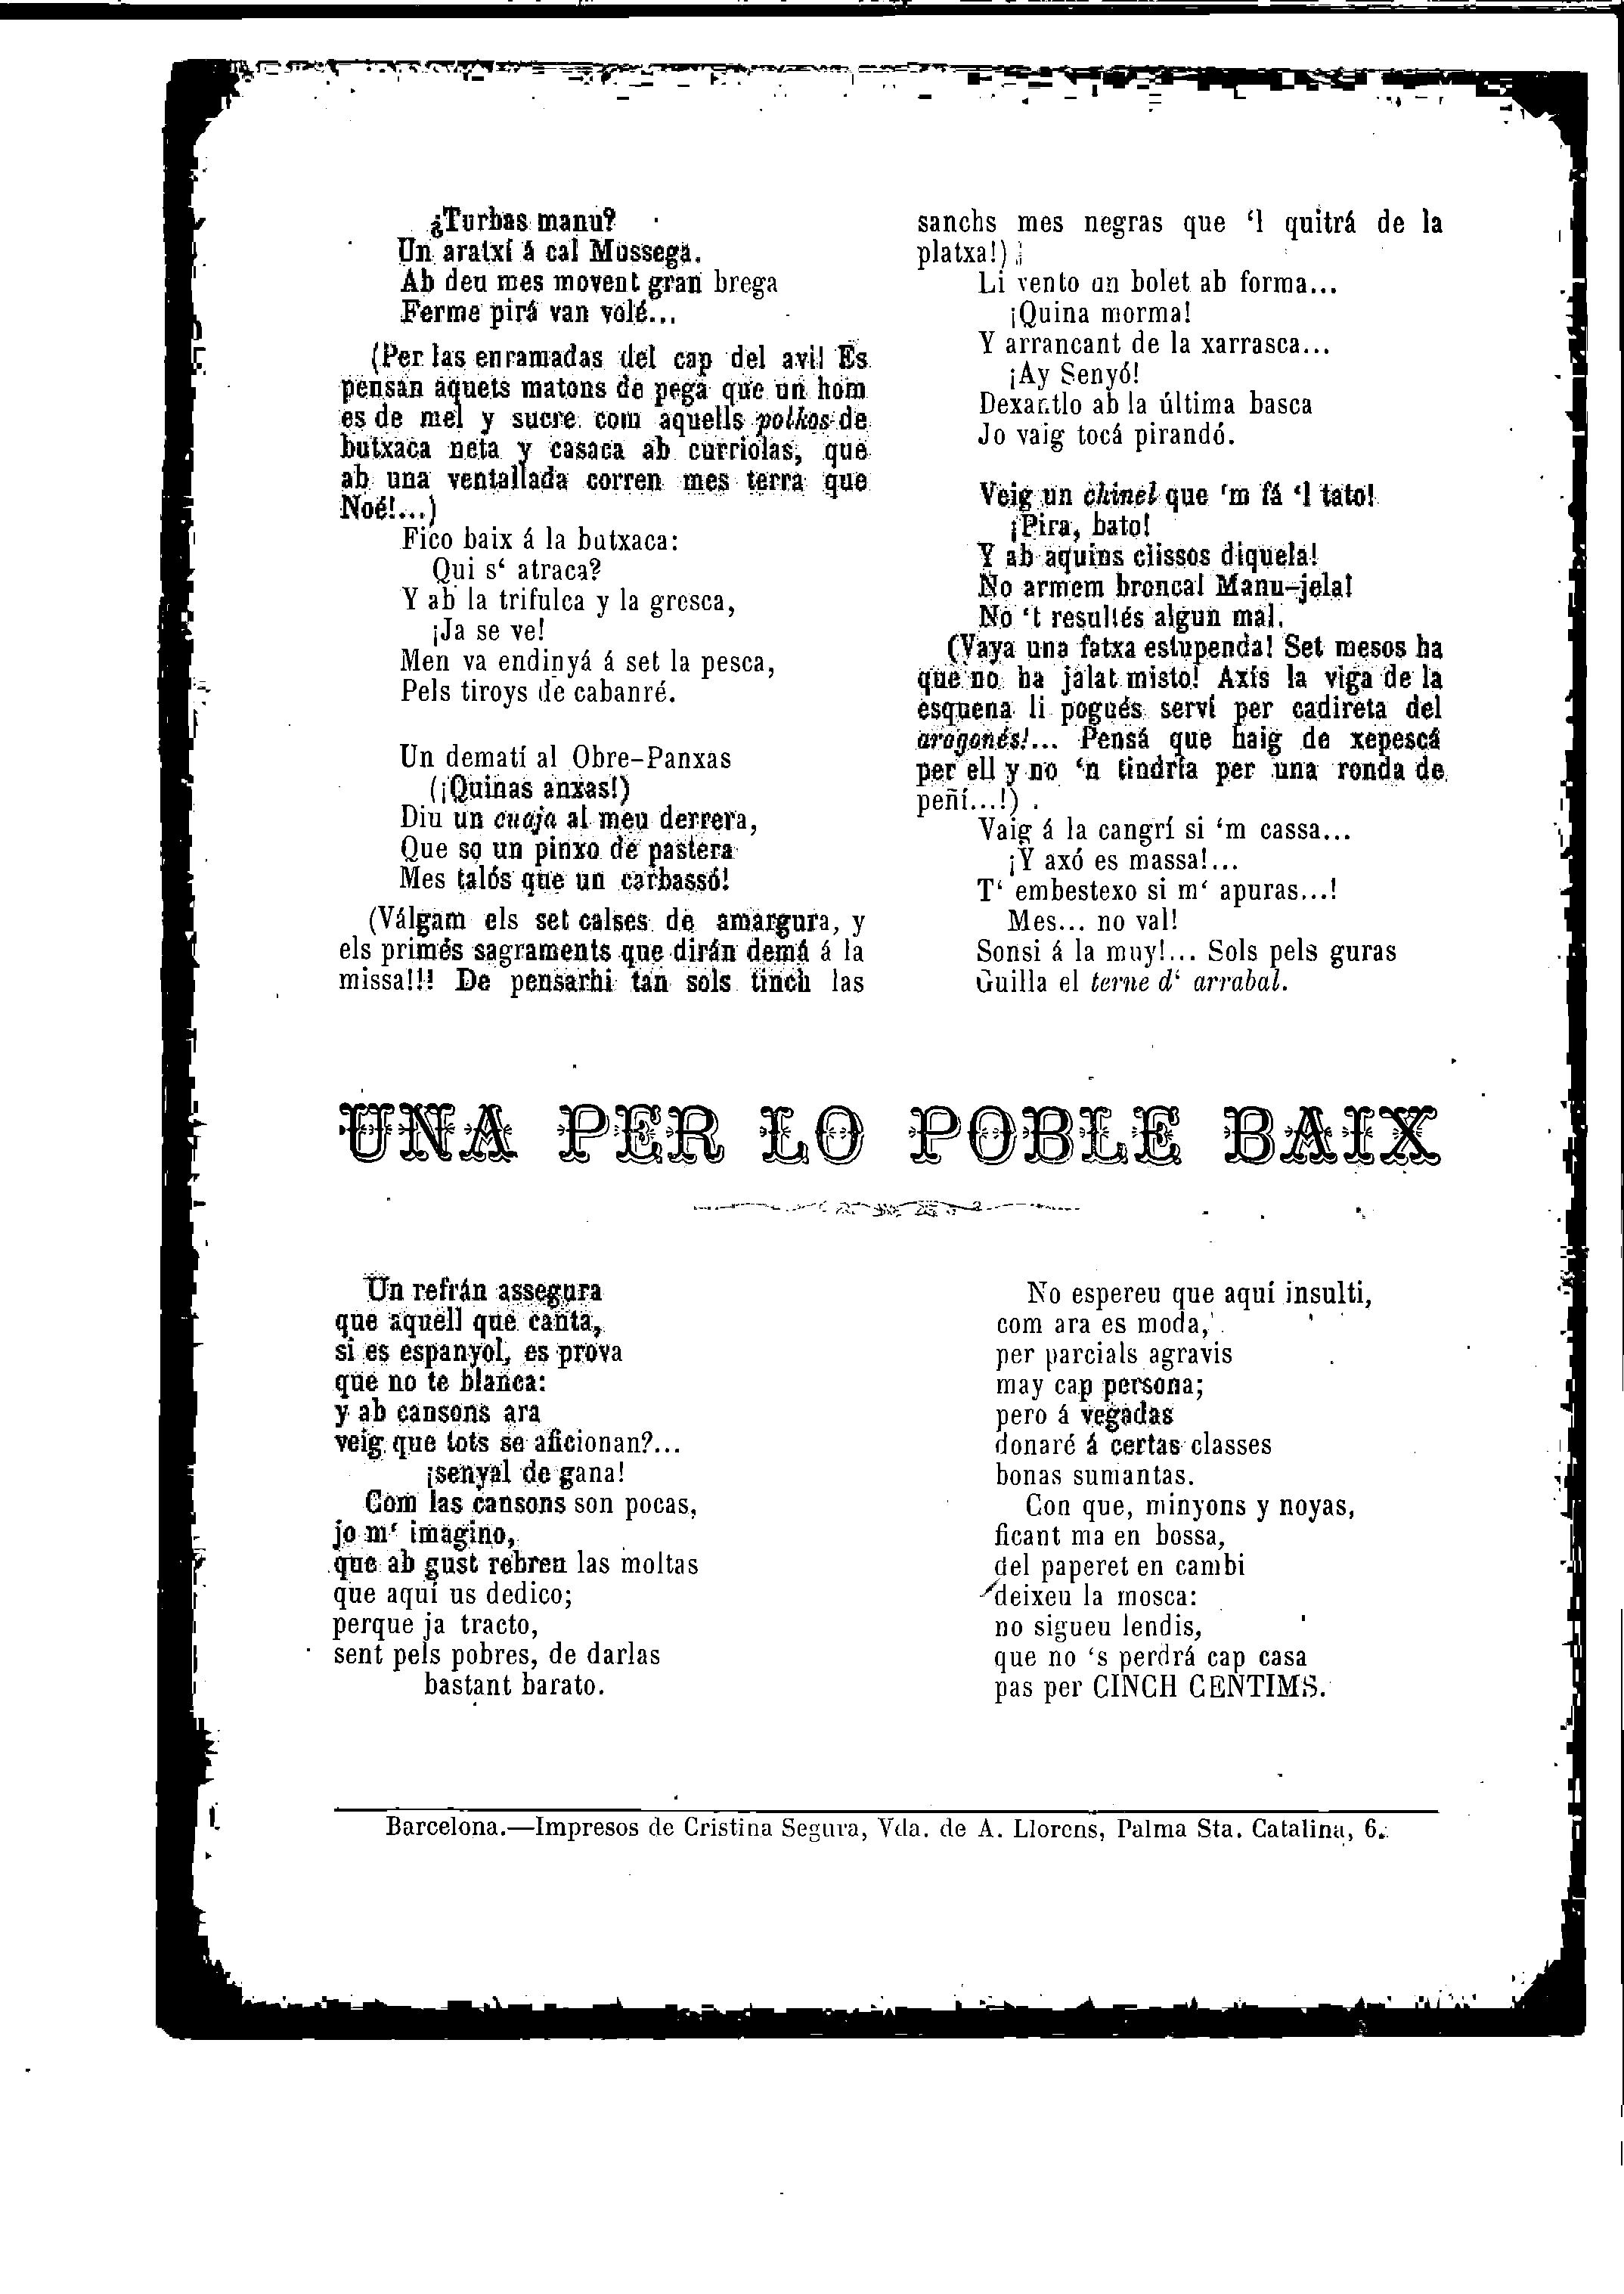 ¿Turbas manu?
Un aratxí á cal Mossega.
Ab deu mes movent gran brega
Ferme pirá van volé...
(Per las enramadas del cap del avi! Es
pensan aquets matons de pega que un hom
es de mel y sucre com aquells polkos de
butxaca neta y casaca ab curriolas, que
ab una ventallada corren mes terra que
Noé!...)
Fico baix á la butxaca:
Qui s‘ atraca?
Y ab la trifulca y la gresca,
¡Ja se ve!
Men va endinyá á set la pesca,
Pels tiroys de cabanré.
Un dematí al Obre-Panxas
(¡Quinas anxas!)
Diu un cuaja al meu derrera,
Que so un pinxo de pastera
Mes talós que un carbassó!
(Válgam els set calses de amargura, y
els primés sagraments que dirán demá á la
missa!!! De pensarhi tan sols tinch las
sanchs mes negras que ‘l quitrá de la
platxa!)
Li vento un bolet ab forma...
¡Quina morma!
Y arrancant de la xarrasca...
¡Ay Senyó!
Dexantlo ab la última basca
Jo vaig tocá pirandó.
Veig un chinel que ‘m fá ‘l tato!
¡Pira, bato!
Y ab aquins clissos diquela!
No armem bronca! Manu-jela!
No ‘t resultés algun mal.
(Vaya una fatxa estupenda! Set mesos ha
que no ha jalat misto! Axís la viga de la
esquena li pogués serví per cadireta del
aragonés!... Pensá que haig de xepescá
per ell y no ‘n tindría per una ronda de
peñí...!)
Vaig á la cangrí si ‘m cassa...
¡Y axó es massa!...
T‘ embestexo si m‘ apuras...!
Mes... no val!
Sonsi á la muy!... Sols pels guras
Guilla el terne d‘ arrabal.
UNA PER LO POBLE BAIX
Un refrán assegura
que aquell que canta,
si es espanyol, es prova
que no te blanca:
y ab cansons ara
veig que tots se aficionan?...
¡senyal de gana!
Com las cansons son pocas,
jo m‘ imagino,
que ab gust rebreu las moltas
que aquí us dedico;
perque ja tracto,
sent pels pobres, de darlas
bastant barato.
No espereu que aquí insulti,
com ara es moda,
per parcials agravis
may cap persona;
pero á vegadas
donaré á certas classes
bonas sumantas.
Con que, minyons y noyas,
ficant ma en bossa,
del paperet en cambi
deixeu la mosca:
no sigueu lendis,
que no ‘s perdrá cap casa
pas per CINCH CENTIMS.
Barcelona.—Impresos de Cristina Segura, Vda. de A. Llorens, Palma Sta. Catalina, 6.